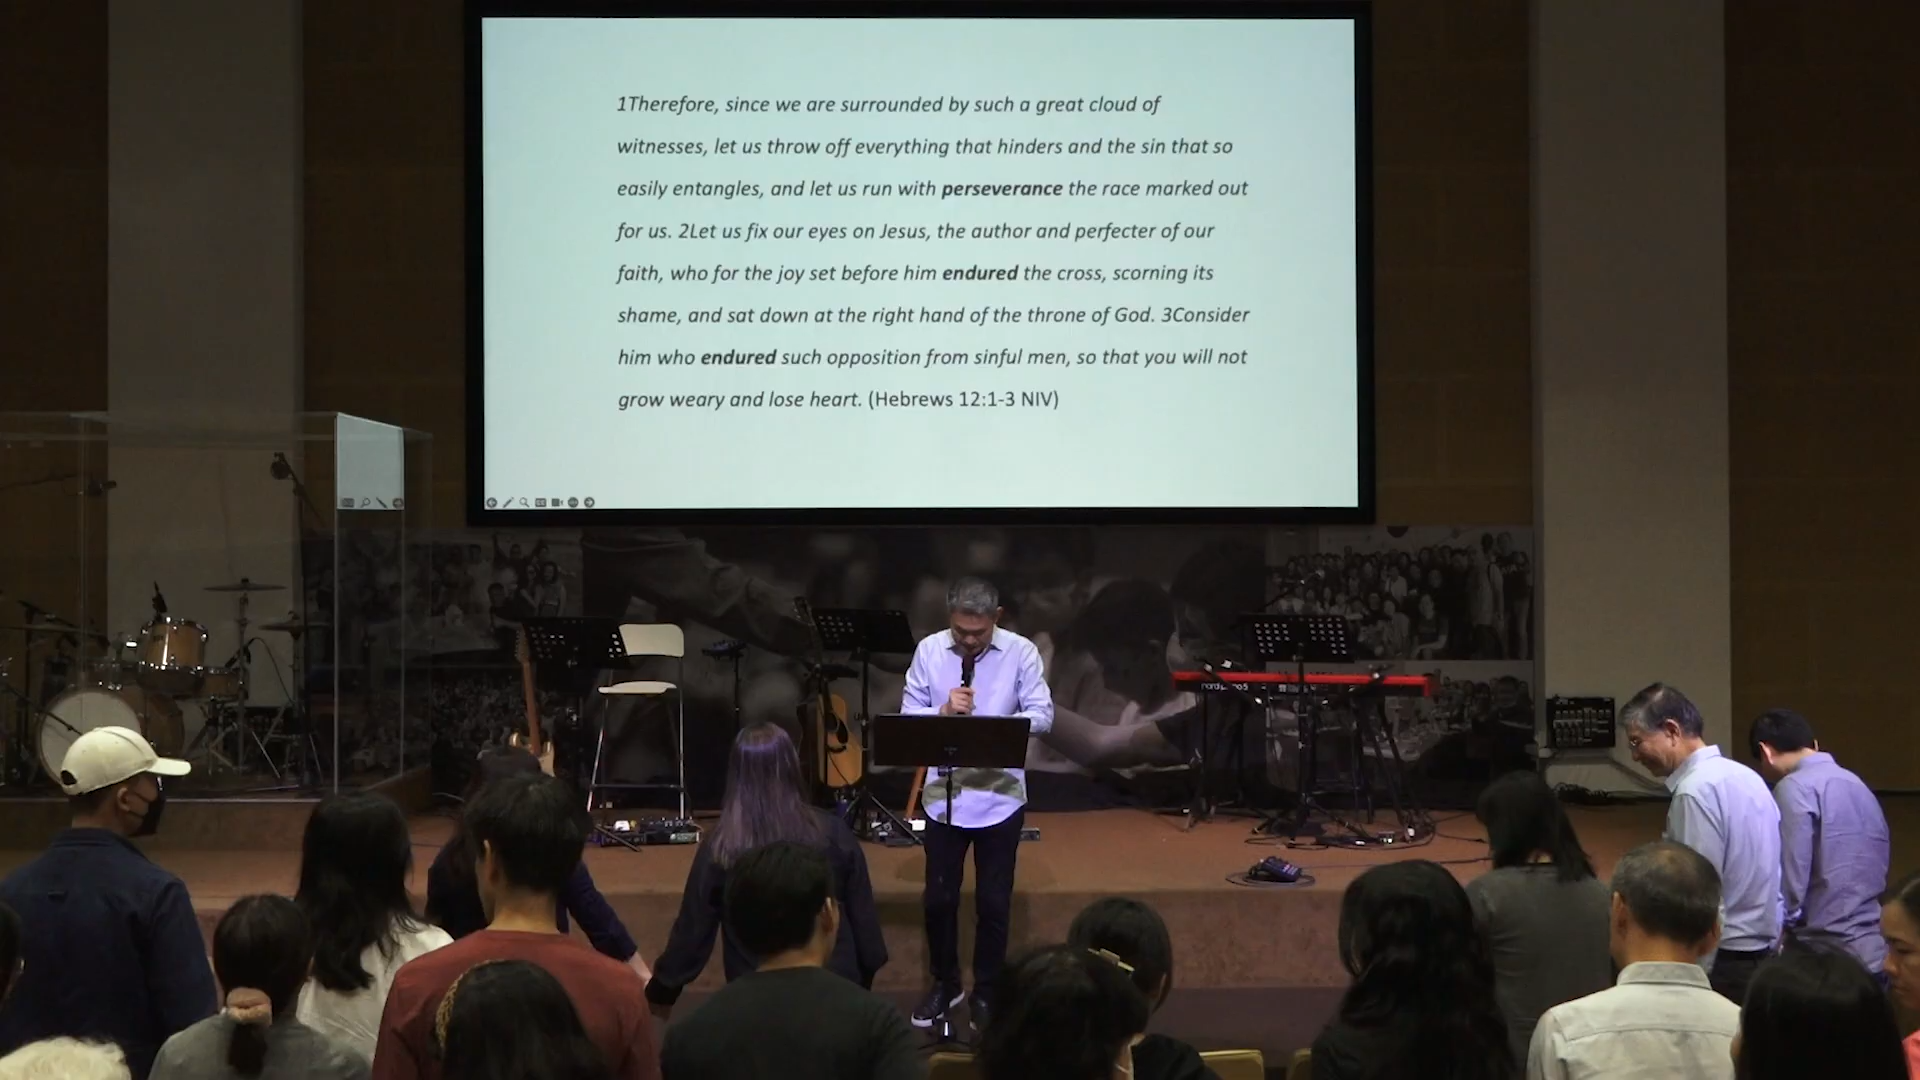 1Therefore, since we are surrounded by such a great cloud of
witnesses, let us throw off everything that hinders and the sin that so
easily entangles, and let us run with perseverance the race marked out
for us. 2Let us fix our eyes on Jesus, the author and perfecter of our
faith, who for the joy set before him endured the cross, scorning its
shame, and sat down at the right hand of the throne of God. 3Consider
him who endured such opposition from sinful men, so that you will not
grow weary and lose heart. (Hebrews 12:1-3 NIV)
nord